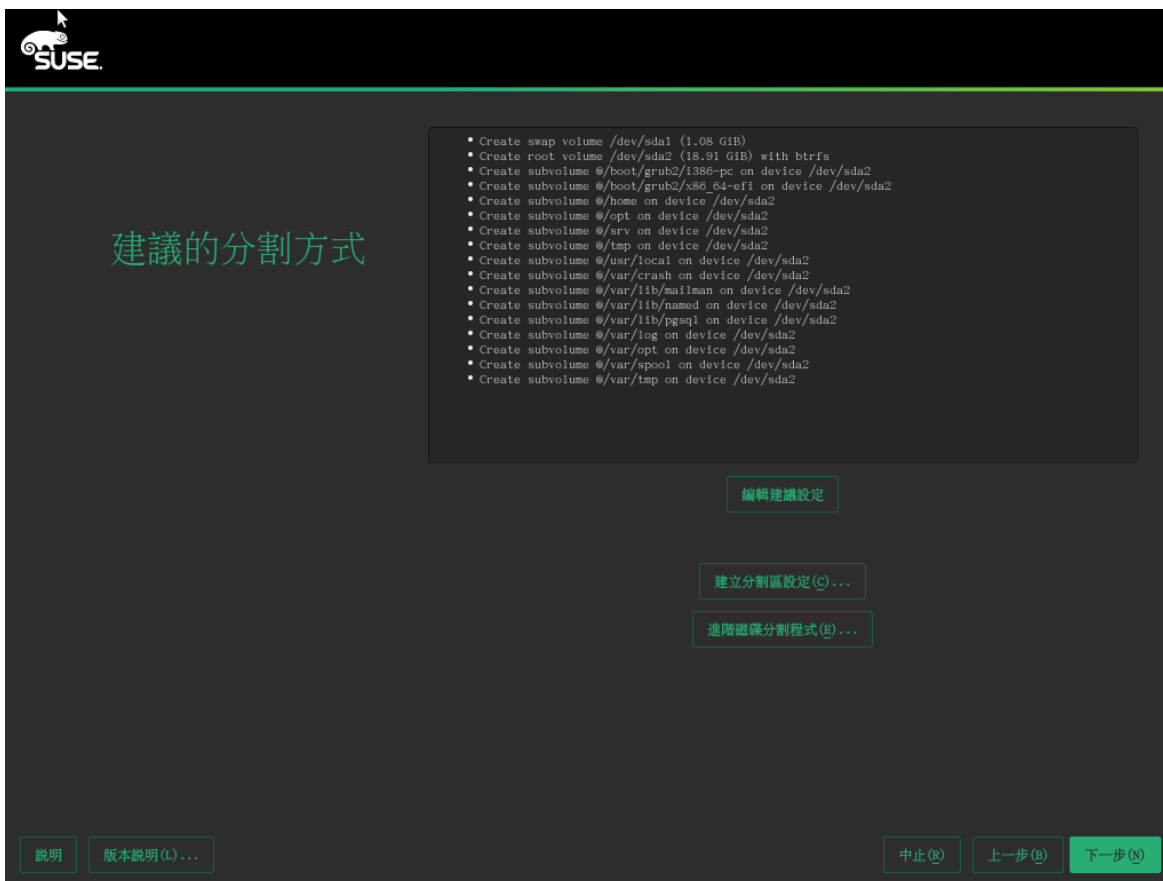 SUSE.
建議的分割方式
Create swap volume /dev/sda1 (1.08 GiB)
Create root volume /dev/sda2 (18.91 GiB) with btrfs
Create subvolume @/boot/grub2/i386-pc on device /dev/sda2
Create subvolume @/boot/grub2/x86_64-efi on device /dev/sda2
Create subvolume @/home on device /dev/sda2
Create subvolume @/opt on device /dev/sda2
Create subvolume @/srv on device /dev/sda2
Create subvolume @/tmp on device /dev/sda2
Create subvolume @/usr/local on device /dev/sda2
Create subvolume @/var/crash on device /dev/sda2
Create subvolume @/var/lib/mailman on device /dev/sda2
Create subvolume @/var/lib/named on device /dev/sda2
Create subvolume @/var/lib/pgsql on device /dev/sda2
Create subvolume @/var/log on device /dev/sda2
Create subvolume @/var/opt on device /dev/sda2
Create subvolume @/var/spool on device /dev/sda2
Create subvolume @/var/tmp on device /dev/sda2
編輯建議設定
建立分割區設定(C)...
進階磁碟分割程式(E)...
說明 版本說明(L)... 中止(R) 上一步(B) 下一步(N)